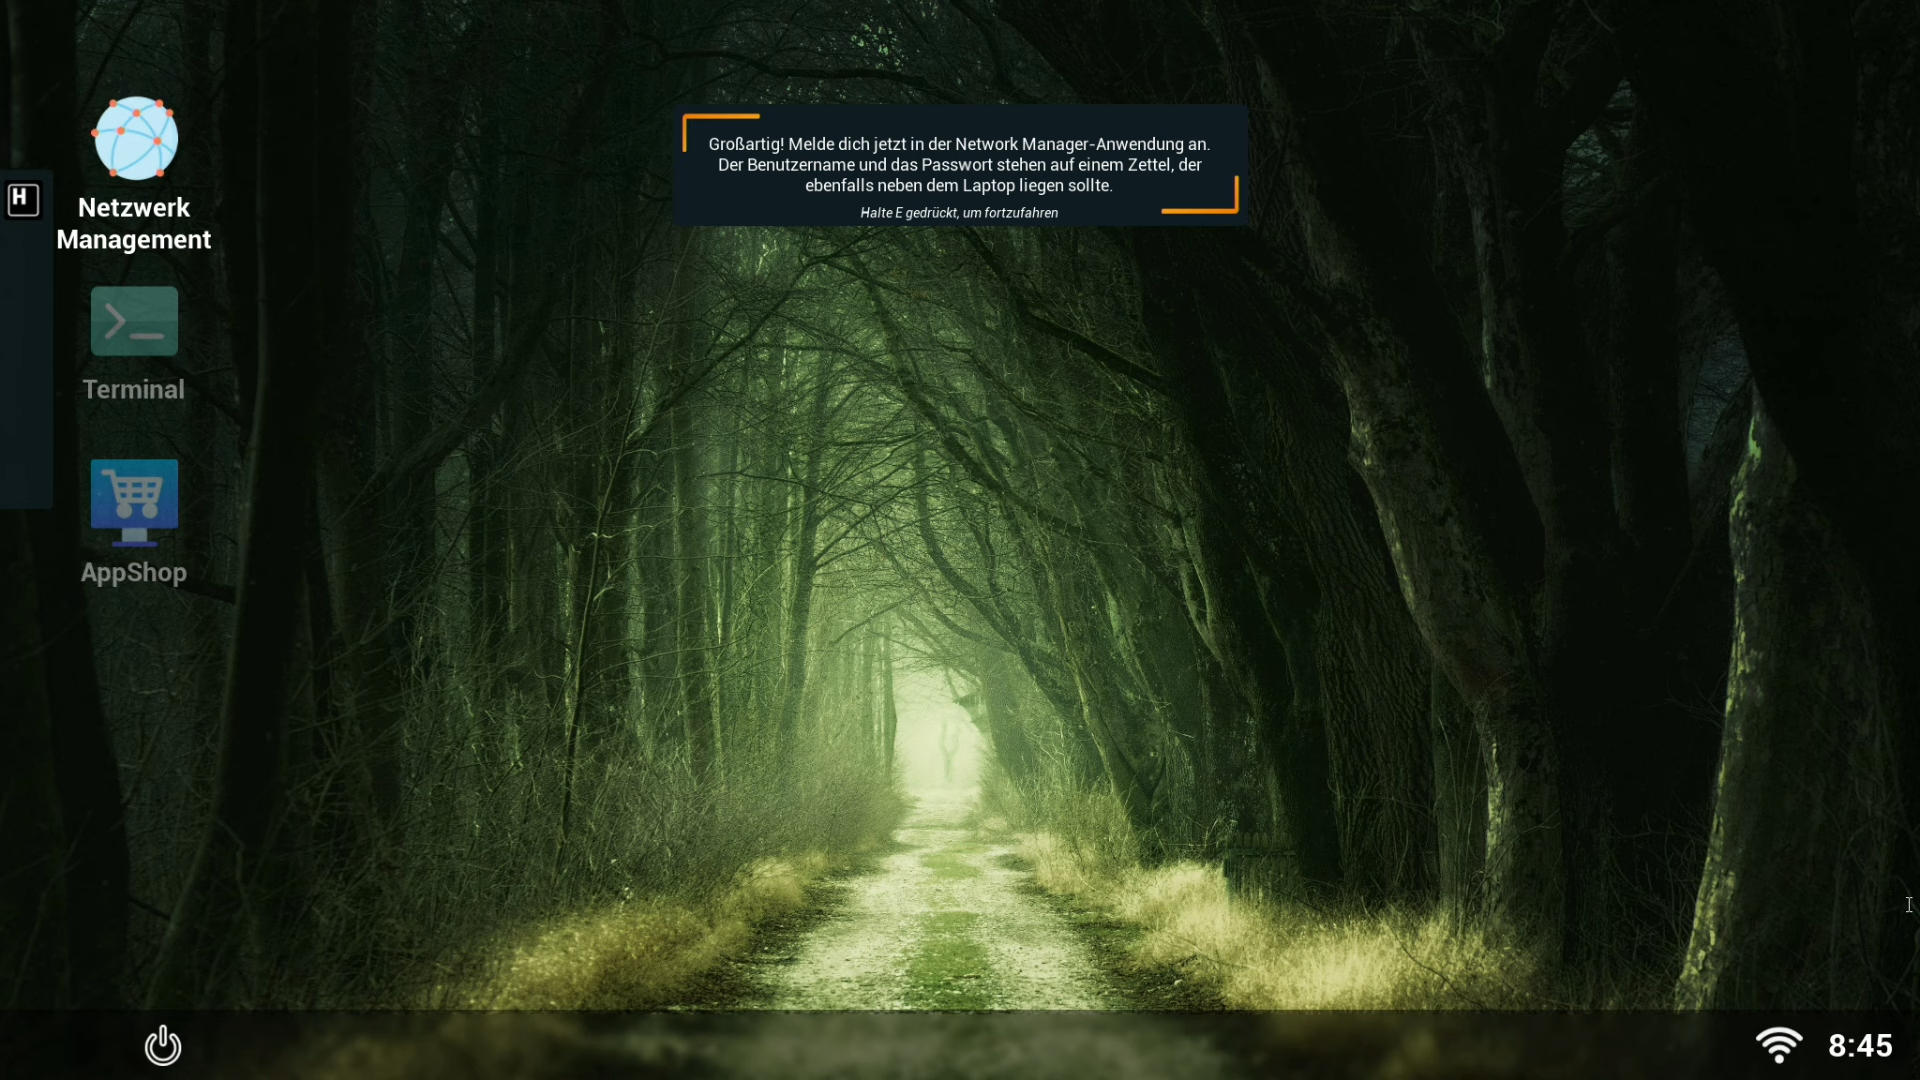 Großartig! Melde dich jetzt in der Network Manager-Anwendung an.
Der Benutzername und das Passwort stehen auf einem Zettel, der
ebenfalls neben dem Laptop liegen sollte.
Halte E gedrückt, um fortzufahren
H
Netzwerk
Management
Terminal
AppShop
8:45